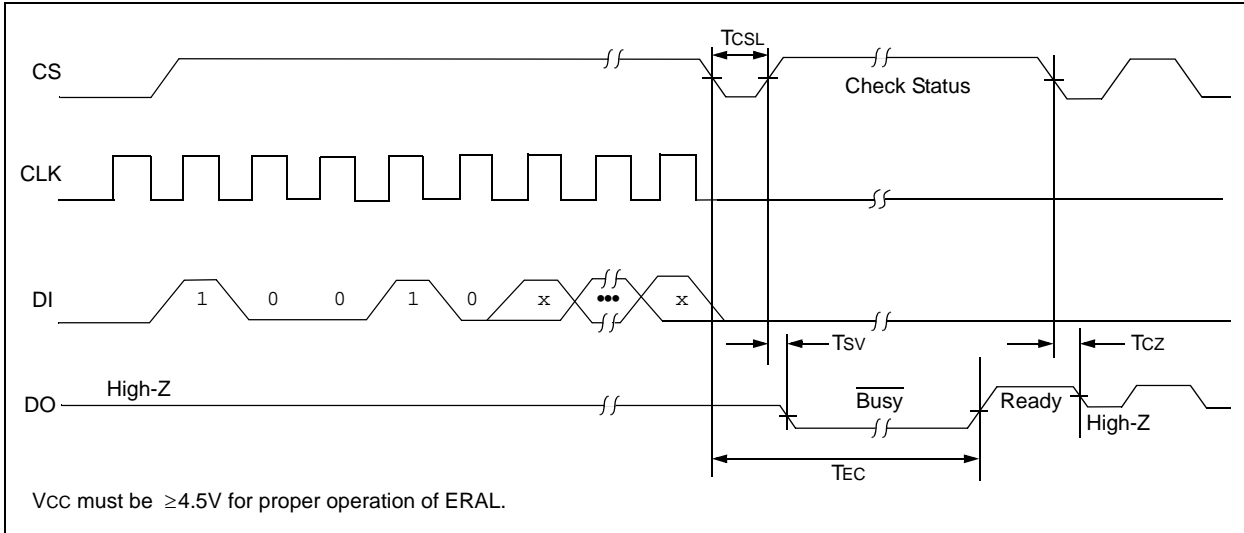 TCSL
CS
Check Status
CLK
DI
1 0 0 1 0 x ••• x
TSV
TCZ
High-Z
DO
Busy
Ready
High-Z
TEC
VCC must be ≥4.5V for proper operation of ERAL.